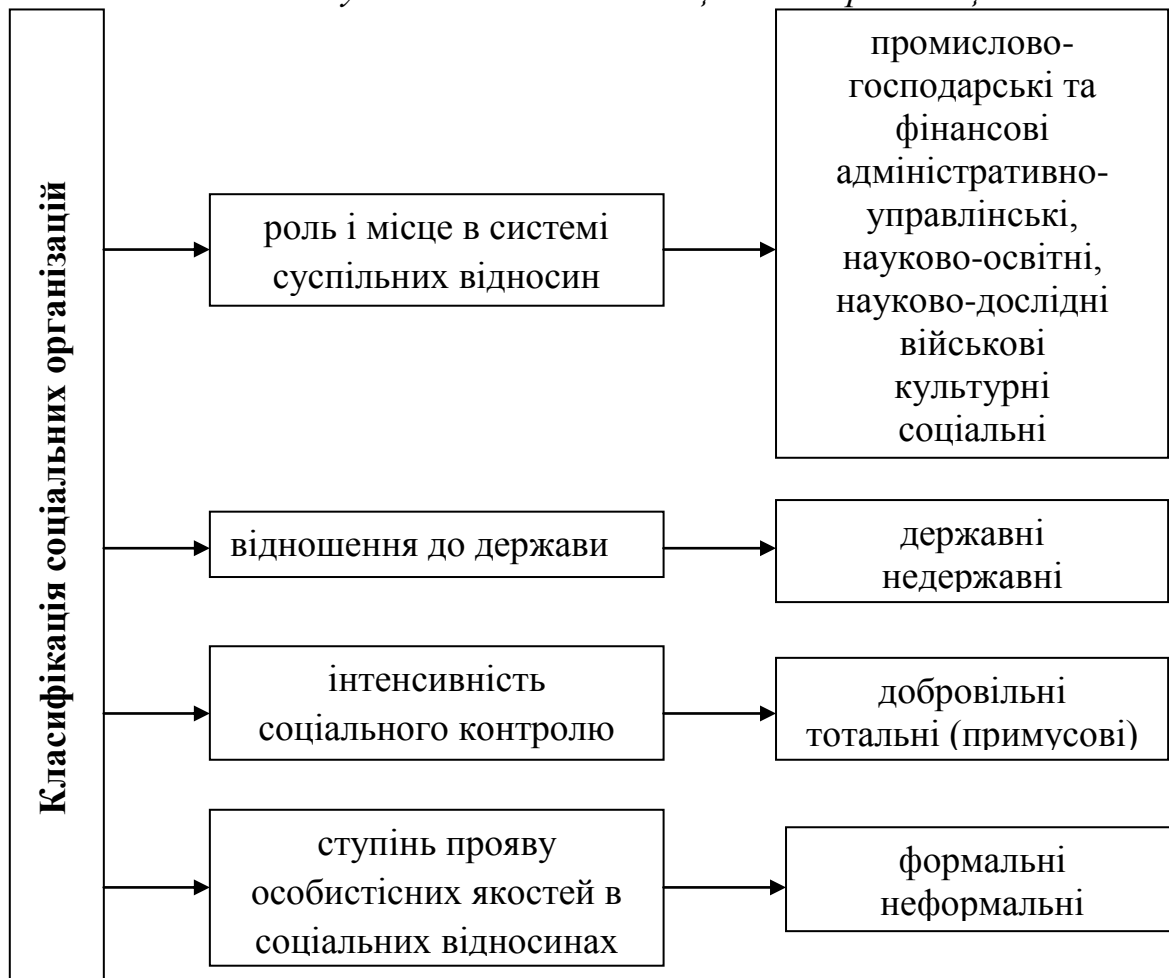 Класифікація соціальних організацій
роль і місце в системі
суспільних відносин
промислово-
господарські та
фінансові
адміністративно-
управлінські,
науково-освітні,
науково-дослідні
військові
культурні
соціальні
відношення до держави
державні
недержавні
інтенсивність
соціального контролю
добровільні
тотальні (примусові)
ступінь прояву
особистісних якостей в
соціальних відносинах
формальні
неформальні